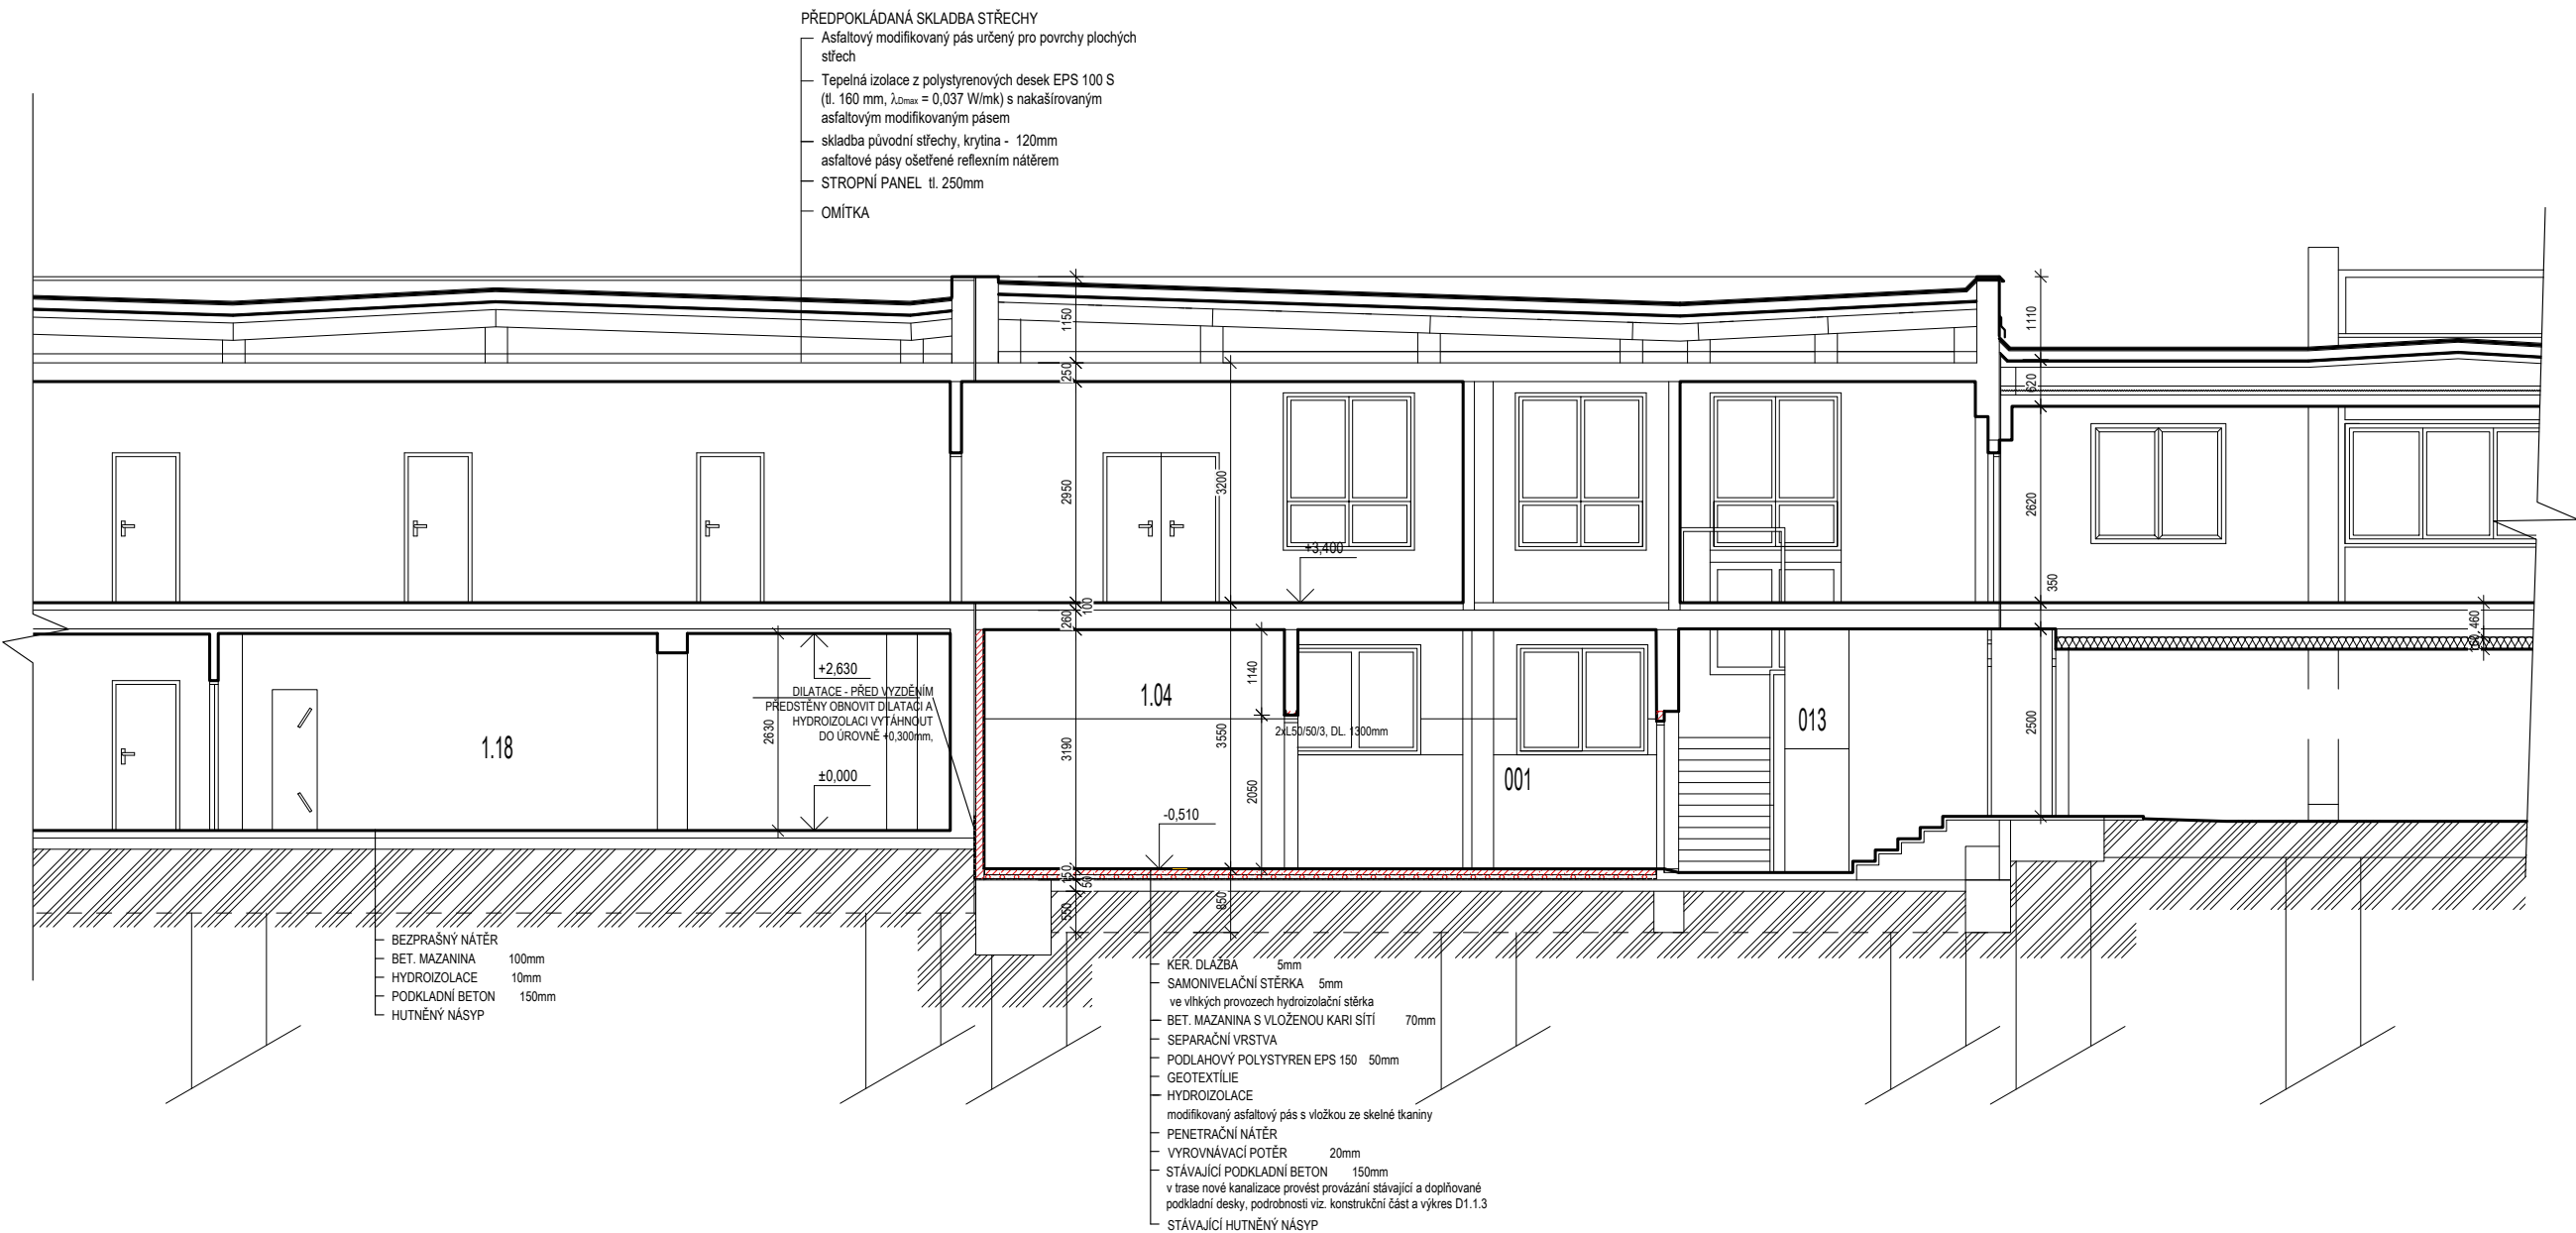 PŘEDPOKLÁDANÁ SKLADBA STŘECHY
Asfaltový modifikovaný pás určený pro povrchy plochých
střech
Tepelná izolace z polystyrenových desek EPS 100 S
(tl. 160 mm, λDmax = 0,037 W/mk) s nakašírovaným
asfaltovým modifikovaným pásem
skladba původní střechy, krytina - 120mm
asfaltové pásy ošetřené reflexním nátěrem
STROPNÍ PANEL tl. 250mm
OMÍTKA
1150
250
2950
3200
1110
620
2620
350
+3,400
100
260
460
+2,630
DILATACE - PŘED VYZDĚNÍM
PŘEDSTĚNY OBNOVIT DILATACI A
HYDROIZOLACI VYTÁHNOUT
DO ÚROVNĚ +0,300mm,
2630
1.18
±0,000
1.04
1140
3190
3550
2050
2xL50/50/3, DL. 1300mm
001
013
2500
-0,510
150
50
550
850
BEZPRAŠNÝ NÁTĚR
BET. MAZANINA 100mm
HYDROIZOLACE 10mm
PODKLADNÍ BETON 150mm
HUTNĚNÝ NÁSYP
KER. DLAŽBA 5mm
SAMONIVELAČNÍ STĚRKA 5mm
ve vlhkých provozech hydroizolační stěrka
BET. MAZANINA S VLOŽENOU KARI SÍTÍ 70mm
SEPARAČNÍ VRSTVA
PODLAHOVÝ POLYSTYREN EPS 150 50mm
GEOTEXTÍLIE
HYDROIZOLACE
modifikovaný asfaltový pás s vložkou ze skelné tkaniny
PENETRAČNÍ NÁTĚR
VYROVNÁVACÍ POTĚR 20mm
STÁVAJÍCÍ PODKLADNÍ BETON 150mm
v trase nové kanalizace provést provázání stávající a doplňované
podkladní desky, podrobnosti viz. konstrukční část a výkres D1.1.3
STÁVAJÍCÍ HUTNĚNÝ NÁSYP